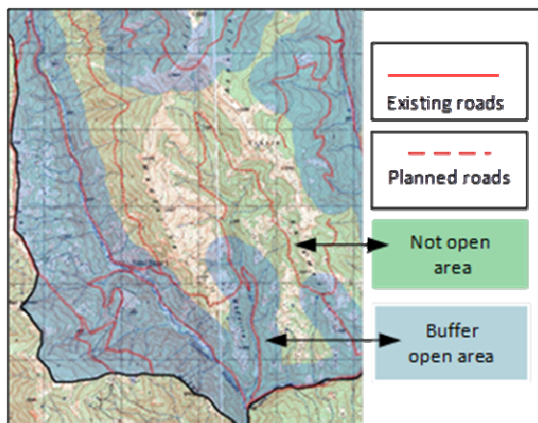 Existing roads
Planned roads
Not open
area
Buffer
open area